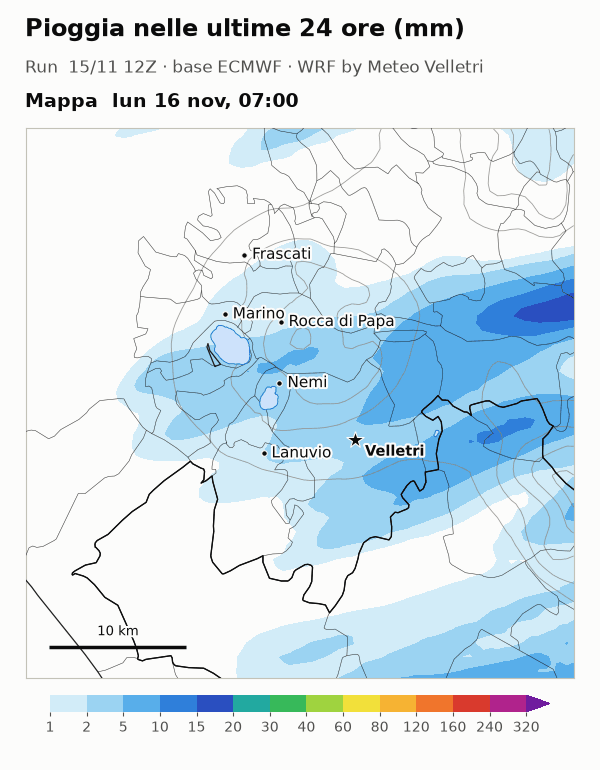 Pioggia nelle ultime 24 ore (mm)
Run 15/11 12Z · base ECMWF · WRF by Meteo Velletri
Mappa lun 16 nov, 07:00
Frascati
Marino
Rocca di Papa
Nemi
Velletri
Lanuvio
10 km
1 2 5 10 15 20 30 40 60 80 120 160 240 320